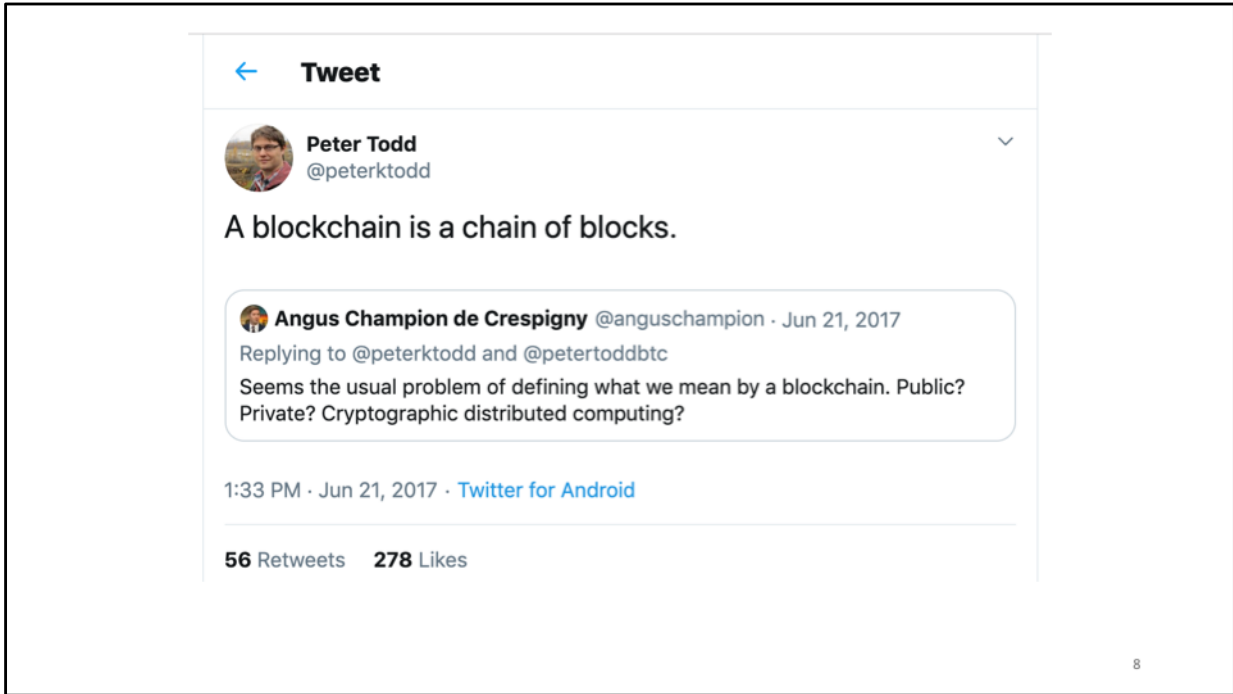 Tweet
Peter Todd
@peterktodd
A blockchain is a chain of blocks.
Angus Champion de Crespigny @anguschampion · Jun 21, 2017
Replying to @peterktodd and @petertoddbtc
Seems the usual problem of defining what we mean by a blockchain. Public?
Private? Cryptographic distributed computing?
1:33 PM · Jun 21, 2017 · Twitter for Android
56 Retweets 278 Likes
8